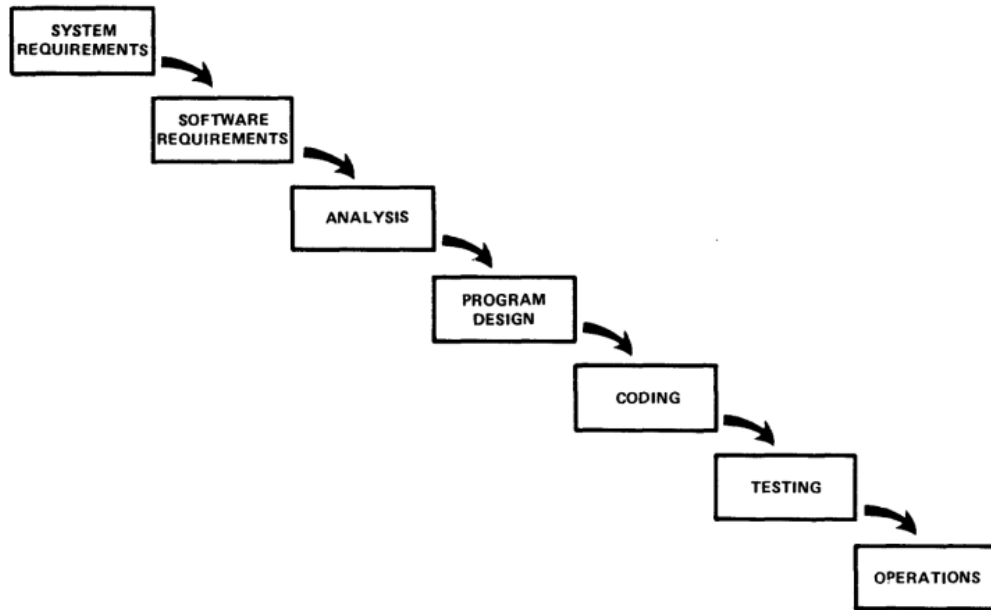 SYSTEM
REQUIREMENTS
SOFTWARE
REQUIREMENTS
ANALYSIS
PROGRAM
DESIGN
CODING
TESTING
OPERATIONS